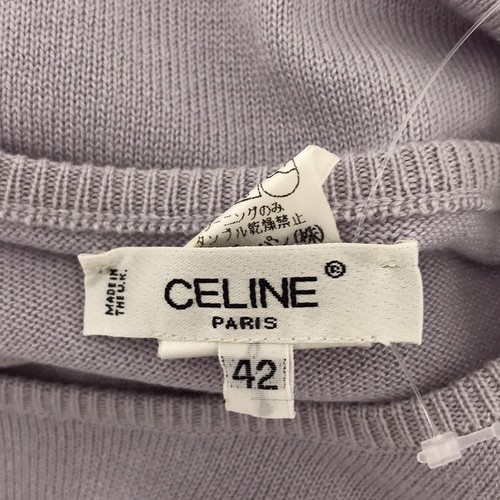 ニングのみ
タンブル乾燥禁止
パン(株)
MADE IN
THE U.K.
CELINE®
PARIS
42